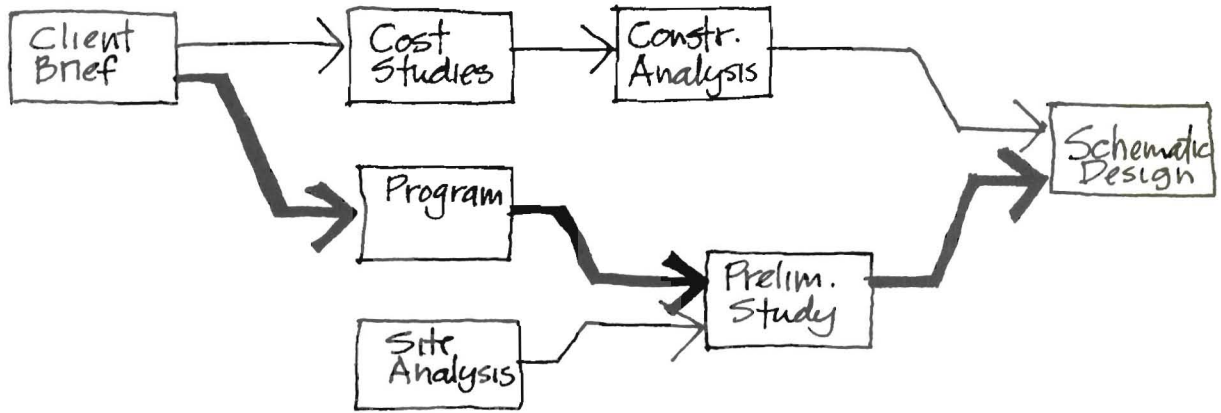 Client
Brief
Cost
Studies
Constr.
Analysis
Schematic
Design
Program
Prelim.
Study
Site
Analysis